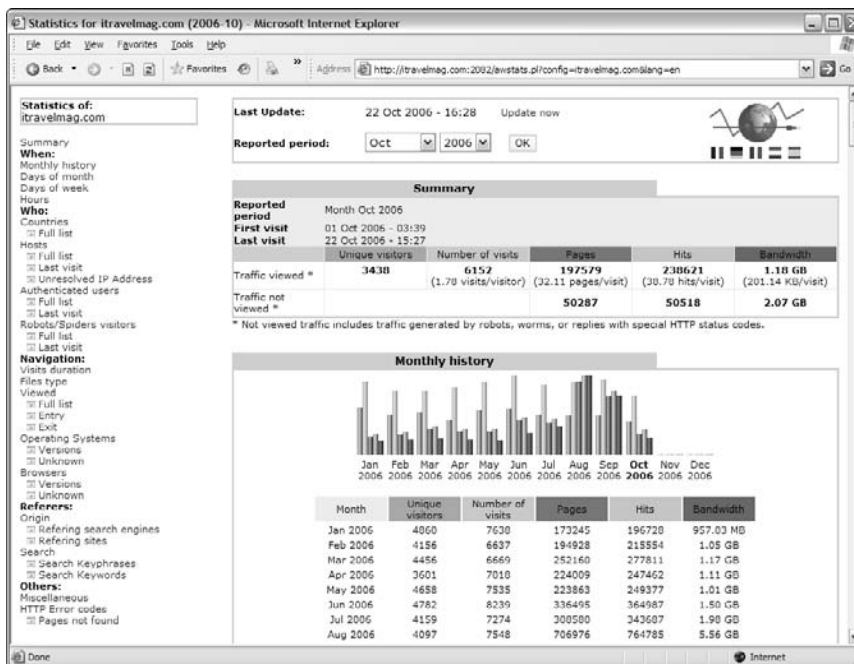 Statistics for itravelmag.com (2006-10) - Microsoft Internet Explorer
File Edit View Favorites Tools Help
Back Favorites Address http://itravelmag.com:2082/awstats.pl?config=itravelmag.com&lang=en Go
Statistics of:
itravelmag.com
Summary
When:
Monthly history
Days of month
Days of week
Hours
Who:
Countries
Full list
Hosts
Full list
Last visit
Unresolved IP Address
Authenticated users
Full list
Last visit
Robots/Spiders visitors
Full list
Last visit
Navigation:
Visits duration
Files type
Viewed
Full list
Entry
Exit
Operating Systems
Versions
Unknown
Browsers
Versions
Unknown
Referers:
Origin
Refering search engines
Refering sites
Search
Search Keyphrases
Search Keywords
Others:
Miscellaneous
HTTP Error codes
Pages not found
Last Update: 22 Oct 2006 - 16:28 Update now
Reported period: Oct 2006 OK
Summary
Reported period Month Oct 2006
First visit 01 Oct 2006 - 03:39
Last visit 22 Oct 2006 - 15:27
Unique visitors Number of visits Pages Hits Bandwidth
Traffic viewed * 3438 6152 197579 238621 1.18 GB
(1.78 visits/visitor) (32.11 pages/visit) (38.78 hits/visit) (201.14 KB/visit)
Traffic not viewed * 50287 50518 2.07 GB
* Not viewed traffic includes traffic generated by robots, worms, or replies with special HTTP status codes.
Monthly history
Jan Feb Mar Apr May Jun Jul Aug Sep Oct Nov Dec
2006 2006 2006 2006 2006 2006 2006 2006 2006 2006 2006 2006
Month Unique visitors Number of visits Pages Hits Bandwidth
Jan 2006 4860 7638 173245 196728 957.03 MB
Feb 2006 4156 6637 194928 215554 1.05 GB
Mar 2006 4456 6669 252160 277811 1.17 GB
Apr 2006 3601 7018 224009 247462 1.11 GB
May 2006 4658 7535 223863 249377 1.01 GB
Jun 2006 4782 8239 336495 364987 1.50 GB
Jul 2006 4159 7274 308580 343687 1.98 GB
Aug 2006 4097 7548 706976 764785 5.56 GB
Done Internet